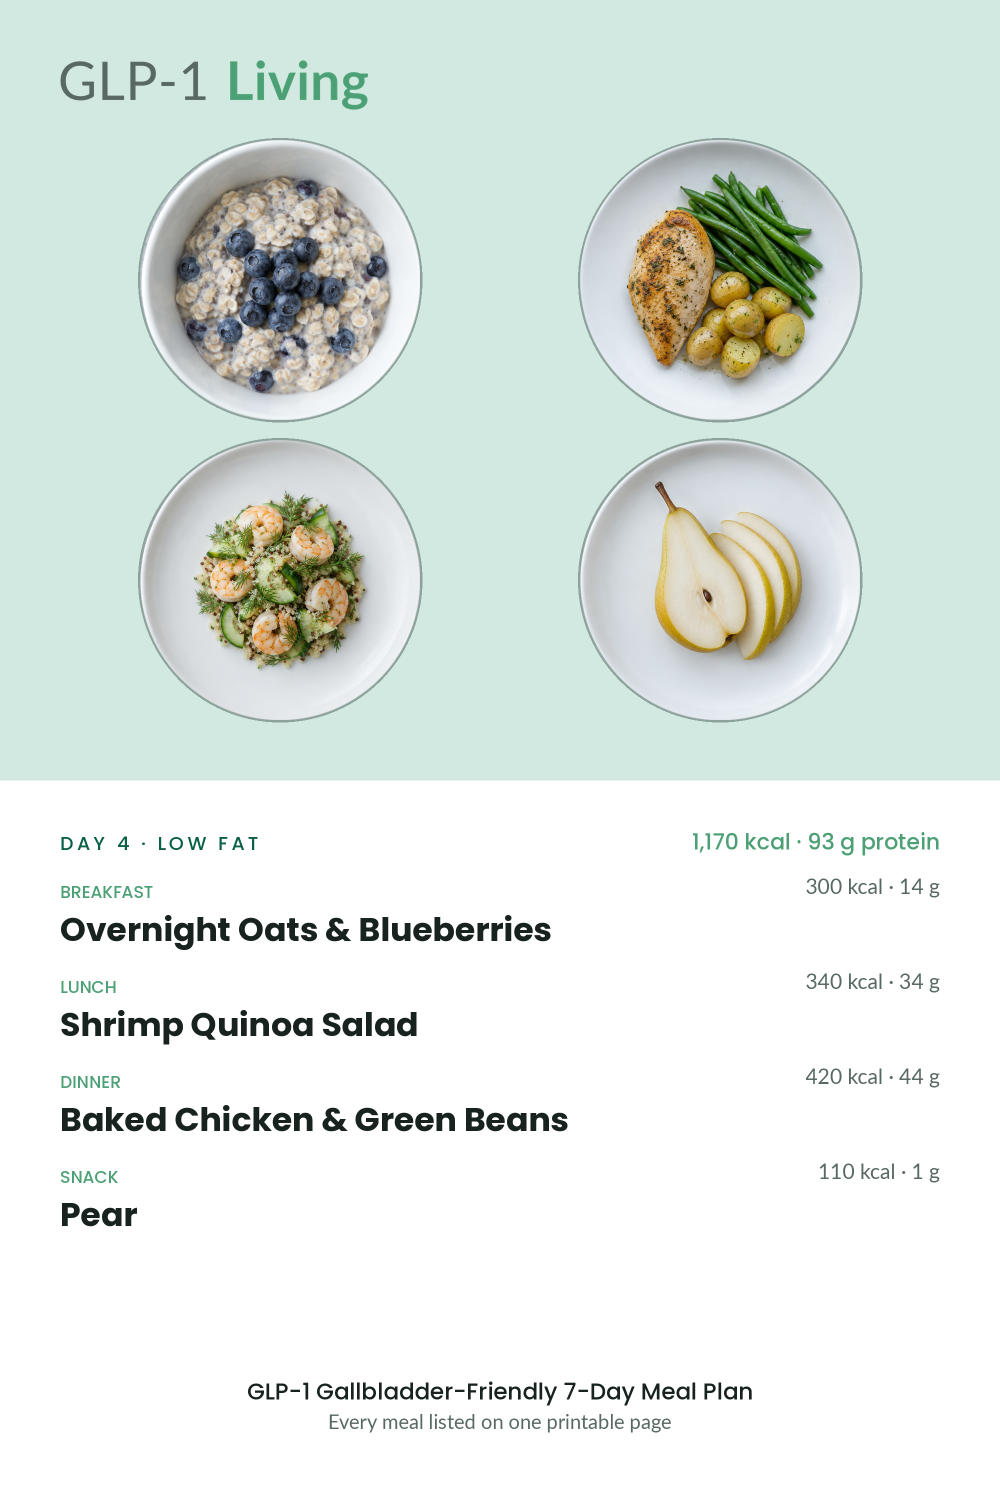 GLP-1 Living
DAY 4 · LOW FAT
1,170 kcal · 93 g protein
BREAKFAST
300 kcal · 14 g
Overnight Oats & Blueberries
LUNCH
340 kcal · 34 g
Shrimp Quinoa Salad
DINNER
420 kcal · 44 g
Baked Chicken & Green Beans
SNACK
110 kcal · 1 g
Pear
GLP-1 Gallbladder-Friendly 7-Day Meal Plan
Every meal listed on one printable page